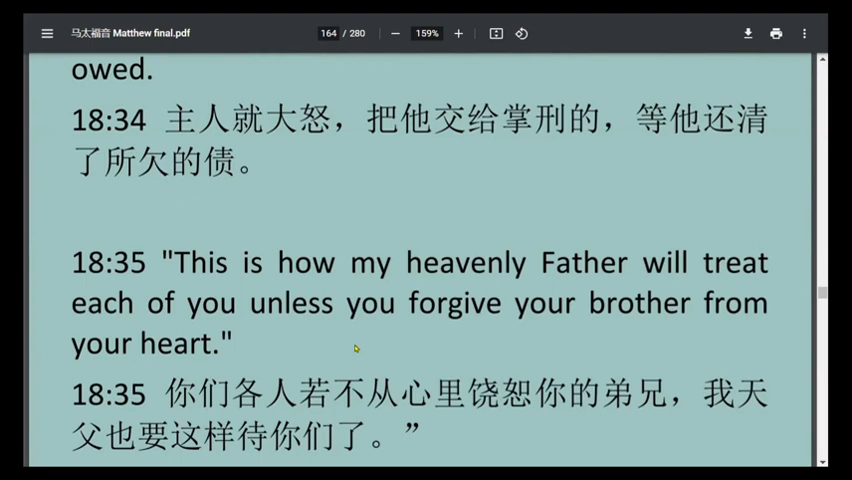 马太福音 Matthew final.pdf 164 / 280 159%
owed.
18:34 主人就大怒，把他交给掌刑的，等他还清
了所欠的债。
18:35 "This is how my heavenly Father will treat
each of you unless you forgive your brother from
your heart."
18:35 你们各人若不从心里饶恕你的弟兄，我天
父也要这样待你们了。”